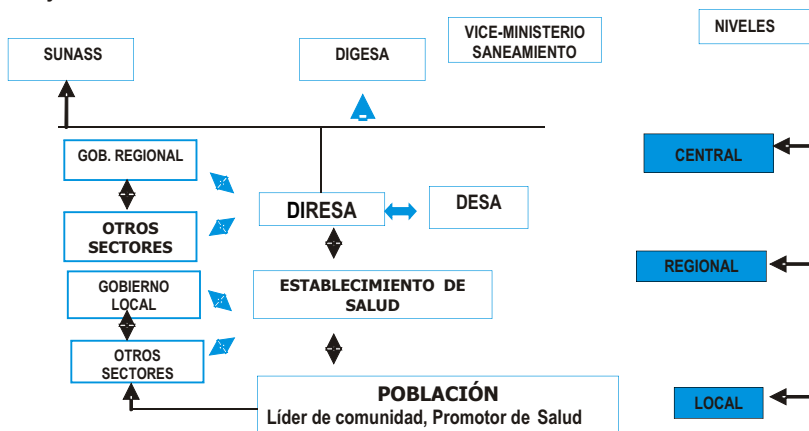 VICE-MINISTERIO
SANEAMIENTO
NIVELES
SUNASS
DIGESA
GOB. REGIONAL
CENTRAL
DIRESA
DESA
OTROS
SECTORES
REGIONAL
GOBIERNO
LOCAL
ESTABLECIMIENTO DE
SALUD
OTROS
SECTORES
POBLACIÓN
Líder de comunidad, Promotor de Salud
LOCAL